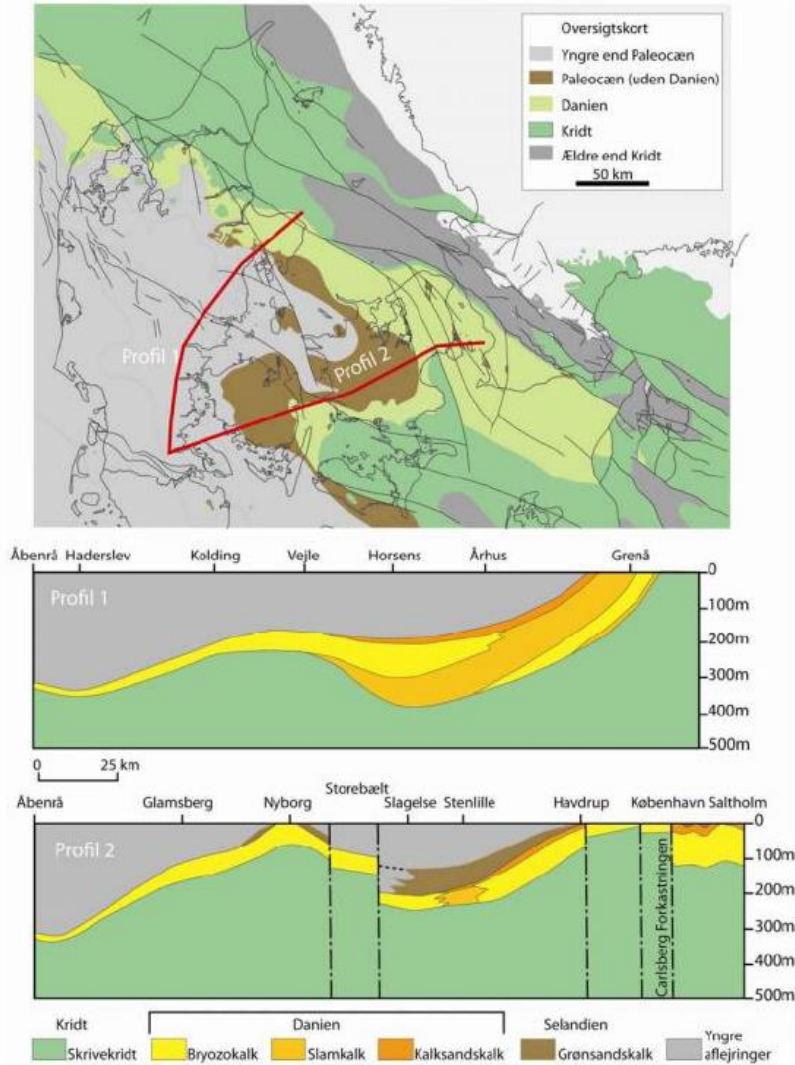 Oversigtskort
Yngre end Paleocæn
Paleocæn (uden Danien)
Danien
Kridt
Ældre end Kridt
50 km
Profil 1
Profil 2
Åbenrå Haderslev Kolding Vejle Horsens Århus Grenå
Profil 1
0
100m
200m
300m
400m
500m
0 25 km
Storebælt
Åbenrå Glamsberg Nyborg Slagelse Stenlille Havdrup København Saltholm
Profil 2
Carlsberg Forkastningen
0
100m
200m
300m
400m
500m
Kridt Danien Selandien Yngre
Skrivekridt Bryozokalk Slamkalk Kalksandskalk Grønsandskalk aflejringer